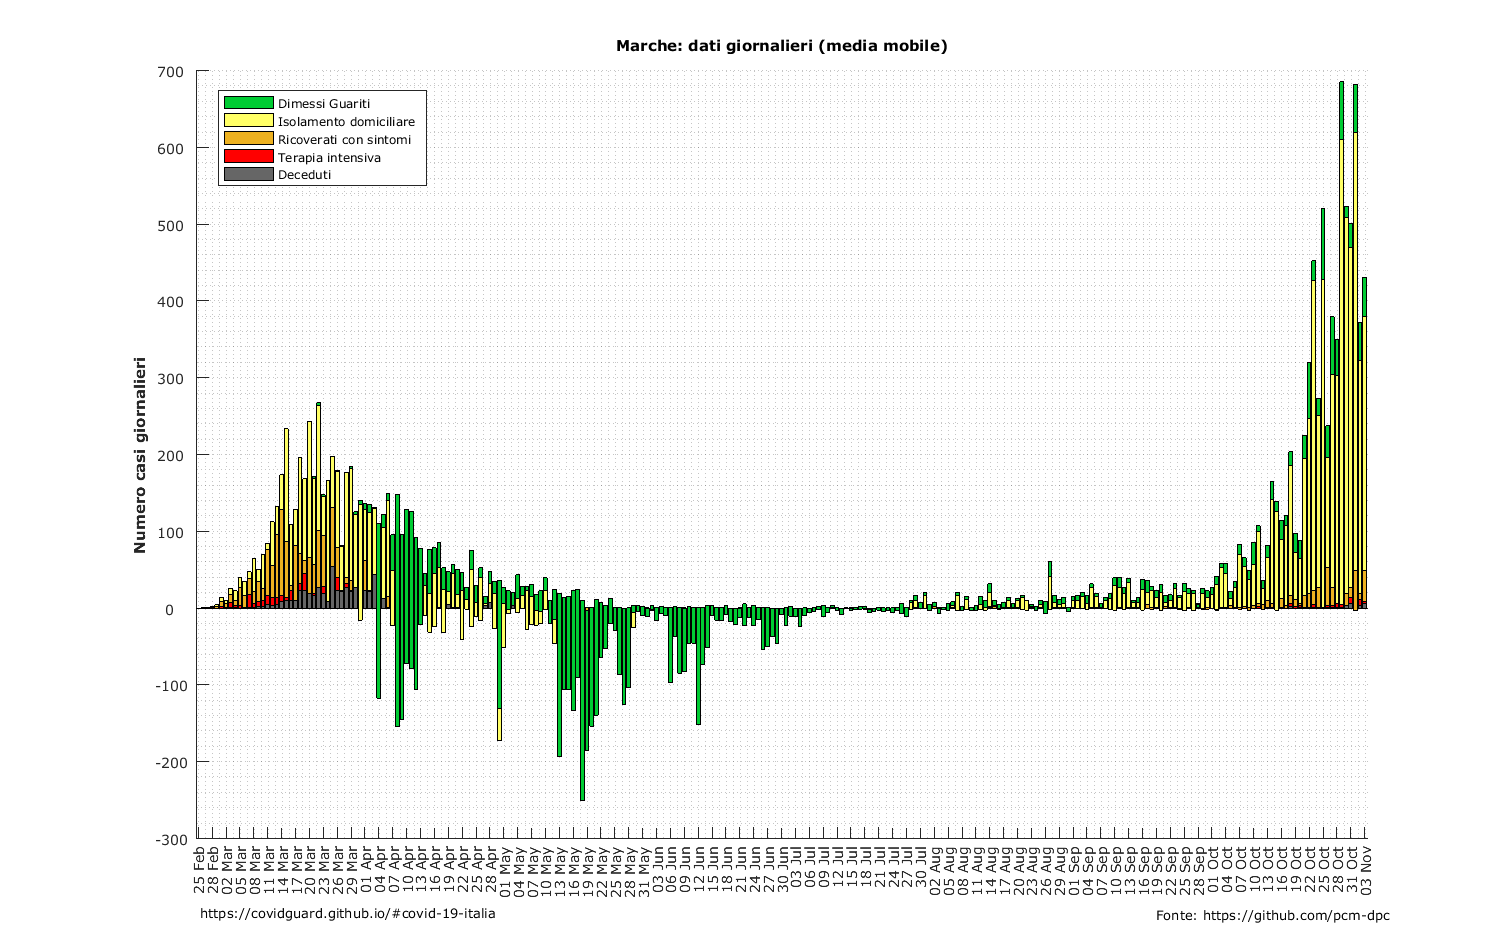 Marche: dati giornalieri (media mobile)
Numero casi giornalieri
700
600
500
400
300
200
100
0
-100
-200
-300
Dimessi Guariti
Isolamento domiciliare
Ricoverati con sintomi
Terapia intensiva
Deceduti
25 Feb
28 Feb
02 Mar
05 Mar
08 Mar
11 Mar
14 Mar
17 Mar
20 Mar
23 Mar
26 Mar
29 Mar
01 Apr
04 Apr
07 Apr
10 Apr
13 Apr
16 Apr
19 Apr
22 Apr
25 Apr
28 Apr
01 May
04 May
07 May
10 May
13 May
16 May
19 May
22 May
25 May
28 May
31 May
03 Jun
06 Jun
09 Jun
12 Jun
15 Jun
18 Jun
21 Jun
24 Jun
27 Jun
30 Jun
03 Jul
06 Jul
09 Jul
12 Jul
15 Jul
18 Jul
21 Jul
24 Jul
27 Jul
30 Jul
02 Aug
05 Aug
08 Aug
11 Aug
14 Aug
17 Aug
20 Aug
23 Aug
26 Aug
29 Aug
01 Sep
04 Sep
07 Sep
10 Sep
13 Sep
16 Sep
19 Sep
22 Sep
25 Sep
28 Sep
01 Oct
04 Oct
07 Oct
10 Oct
13 Oct
16 Oct
19 Oct
22 Oct
25 Oct
28 Oct
31 Oct
03 Nov
https://covidguard.github.io/#covid-19-italia
Fonte: https://github.com/pcm-dpc